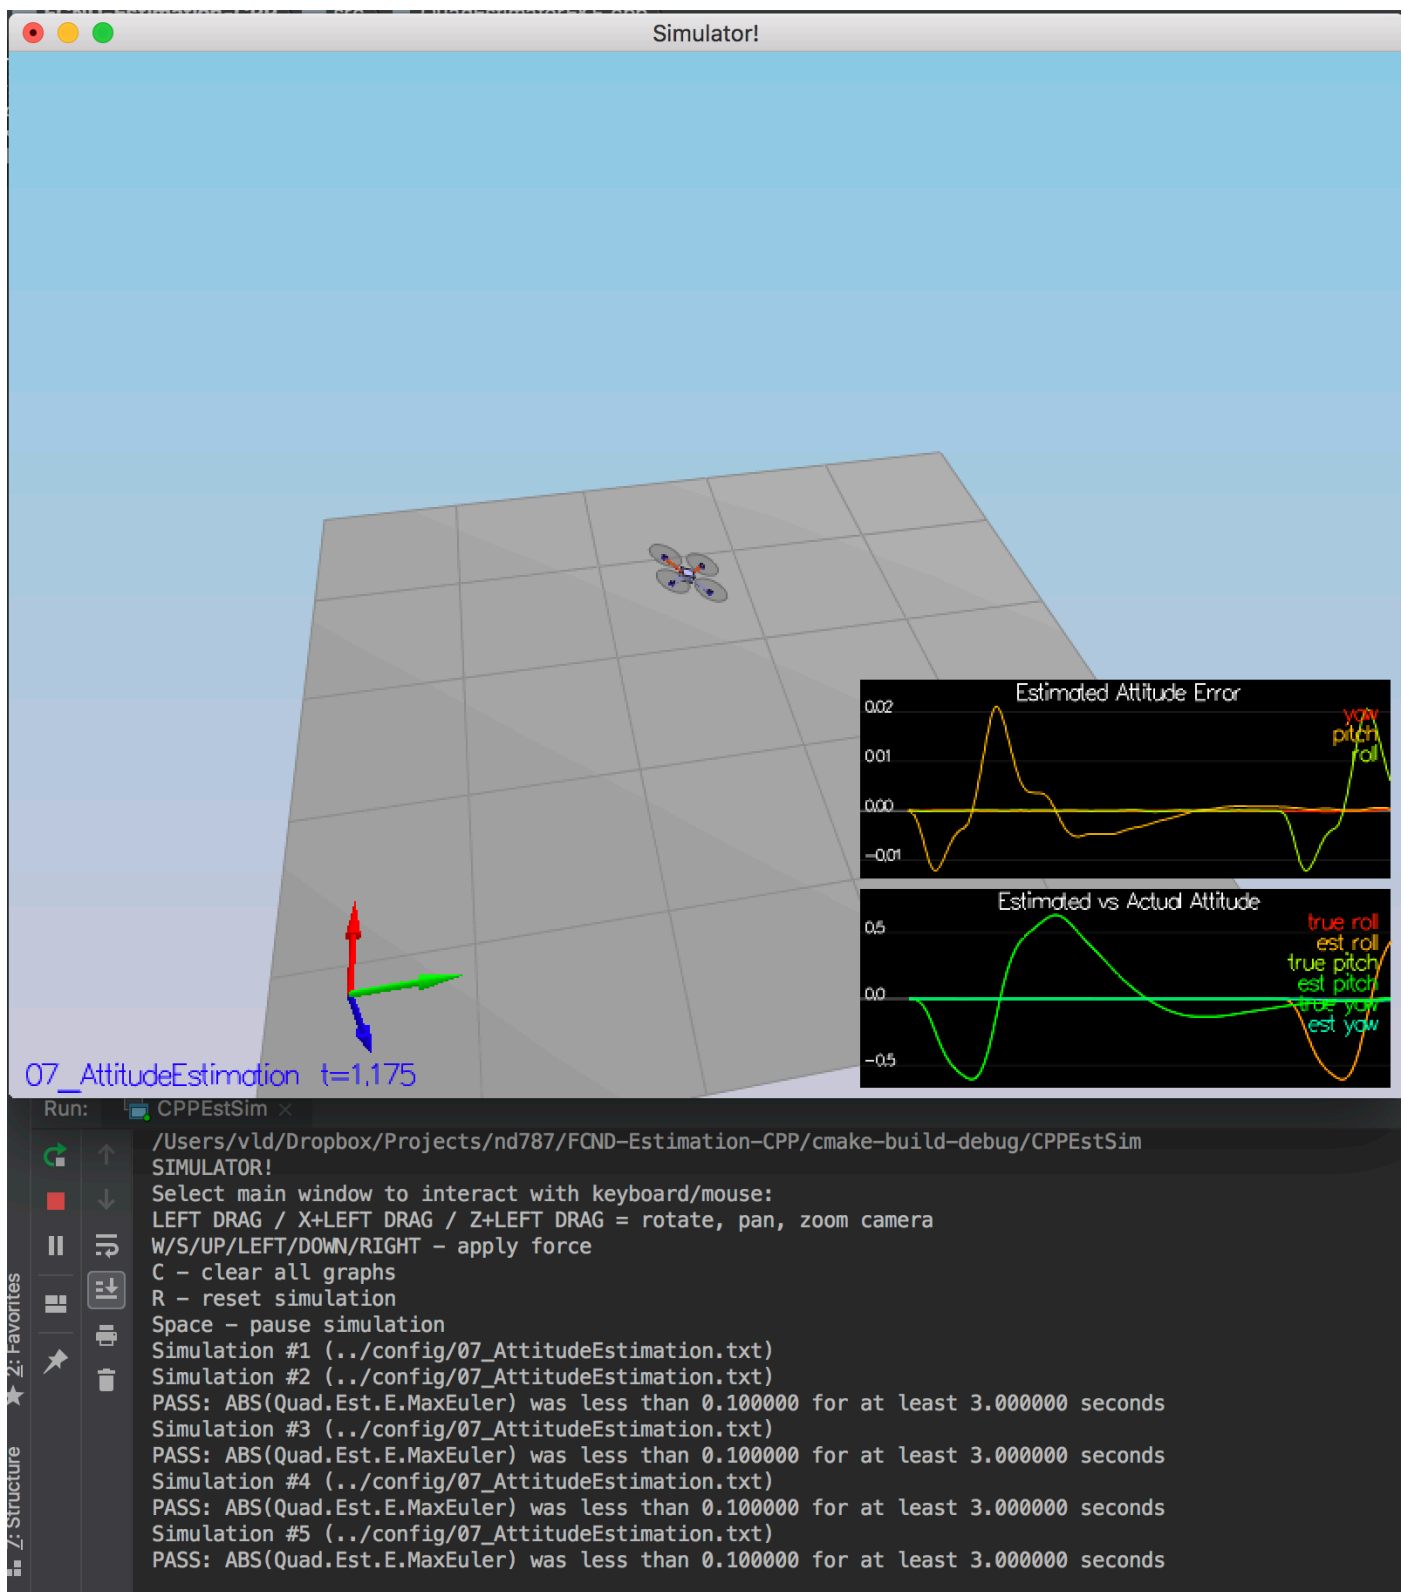 Simulator!
Estimated Attitude Error
0.02
yaw
pitch
0.01
roll
0.00
-0.01
Estimated vs Actual Attitude
true roll
0.5
est roll
true pitch
est pitch
0.0
true yaw
est yaw
-0.5
07_AttitudeEstimation t=1,175
Run: CPPEstSim ×
/Users/vld/Dropbox/Projects/nd787/FCND-Estimation-CPP/cmake-build-debug/CPPEstSim
SIMULATOR!
Select main window to interact with keyboard/mouse:
LEFT DRAG / X+LEFT DRAG / Z+LEFT DRAG = rotate, pan, zoom camera
W/S/UP/LEFT/DOWN/RIGHT - apply force
C - clear all graphs
R - reset simulation
Space - pause simulation
Simulation #1 (../config/07_AttitudeEstimation.txt)
Simulation #2 (../config/07_AttitudeEstimation.txt)
PASS: ABS(Quad.Est.E.MaxEuler) was less than 0.100000 for at least 3.000000 seconds
Simulation #3 (../config/07_AttitudeEstimation.txt)
PASS: ABS(Quad.Est.E.MaxEuler) was less than 0.100000 for at least 3.000000 seconds
Simulation #4 (../config/07_AttitudeEstimation.txt)
PASS: ABS(Quad.Est.E.MaxEuler) was less than 0.100000 for at least 3.000000 seconds
Simulation #5 (../config/07_AttitudeEstimation.txt)
PASS: ABS(Quad.Est.E.MaxEuler) was less than 0.100000 for at least 3.000000 seconds
2: Favorites
7: Structure